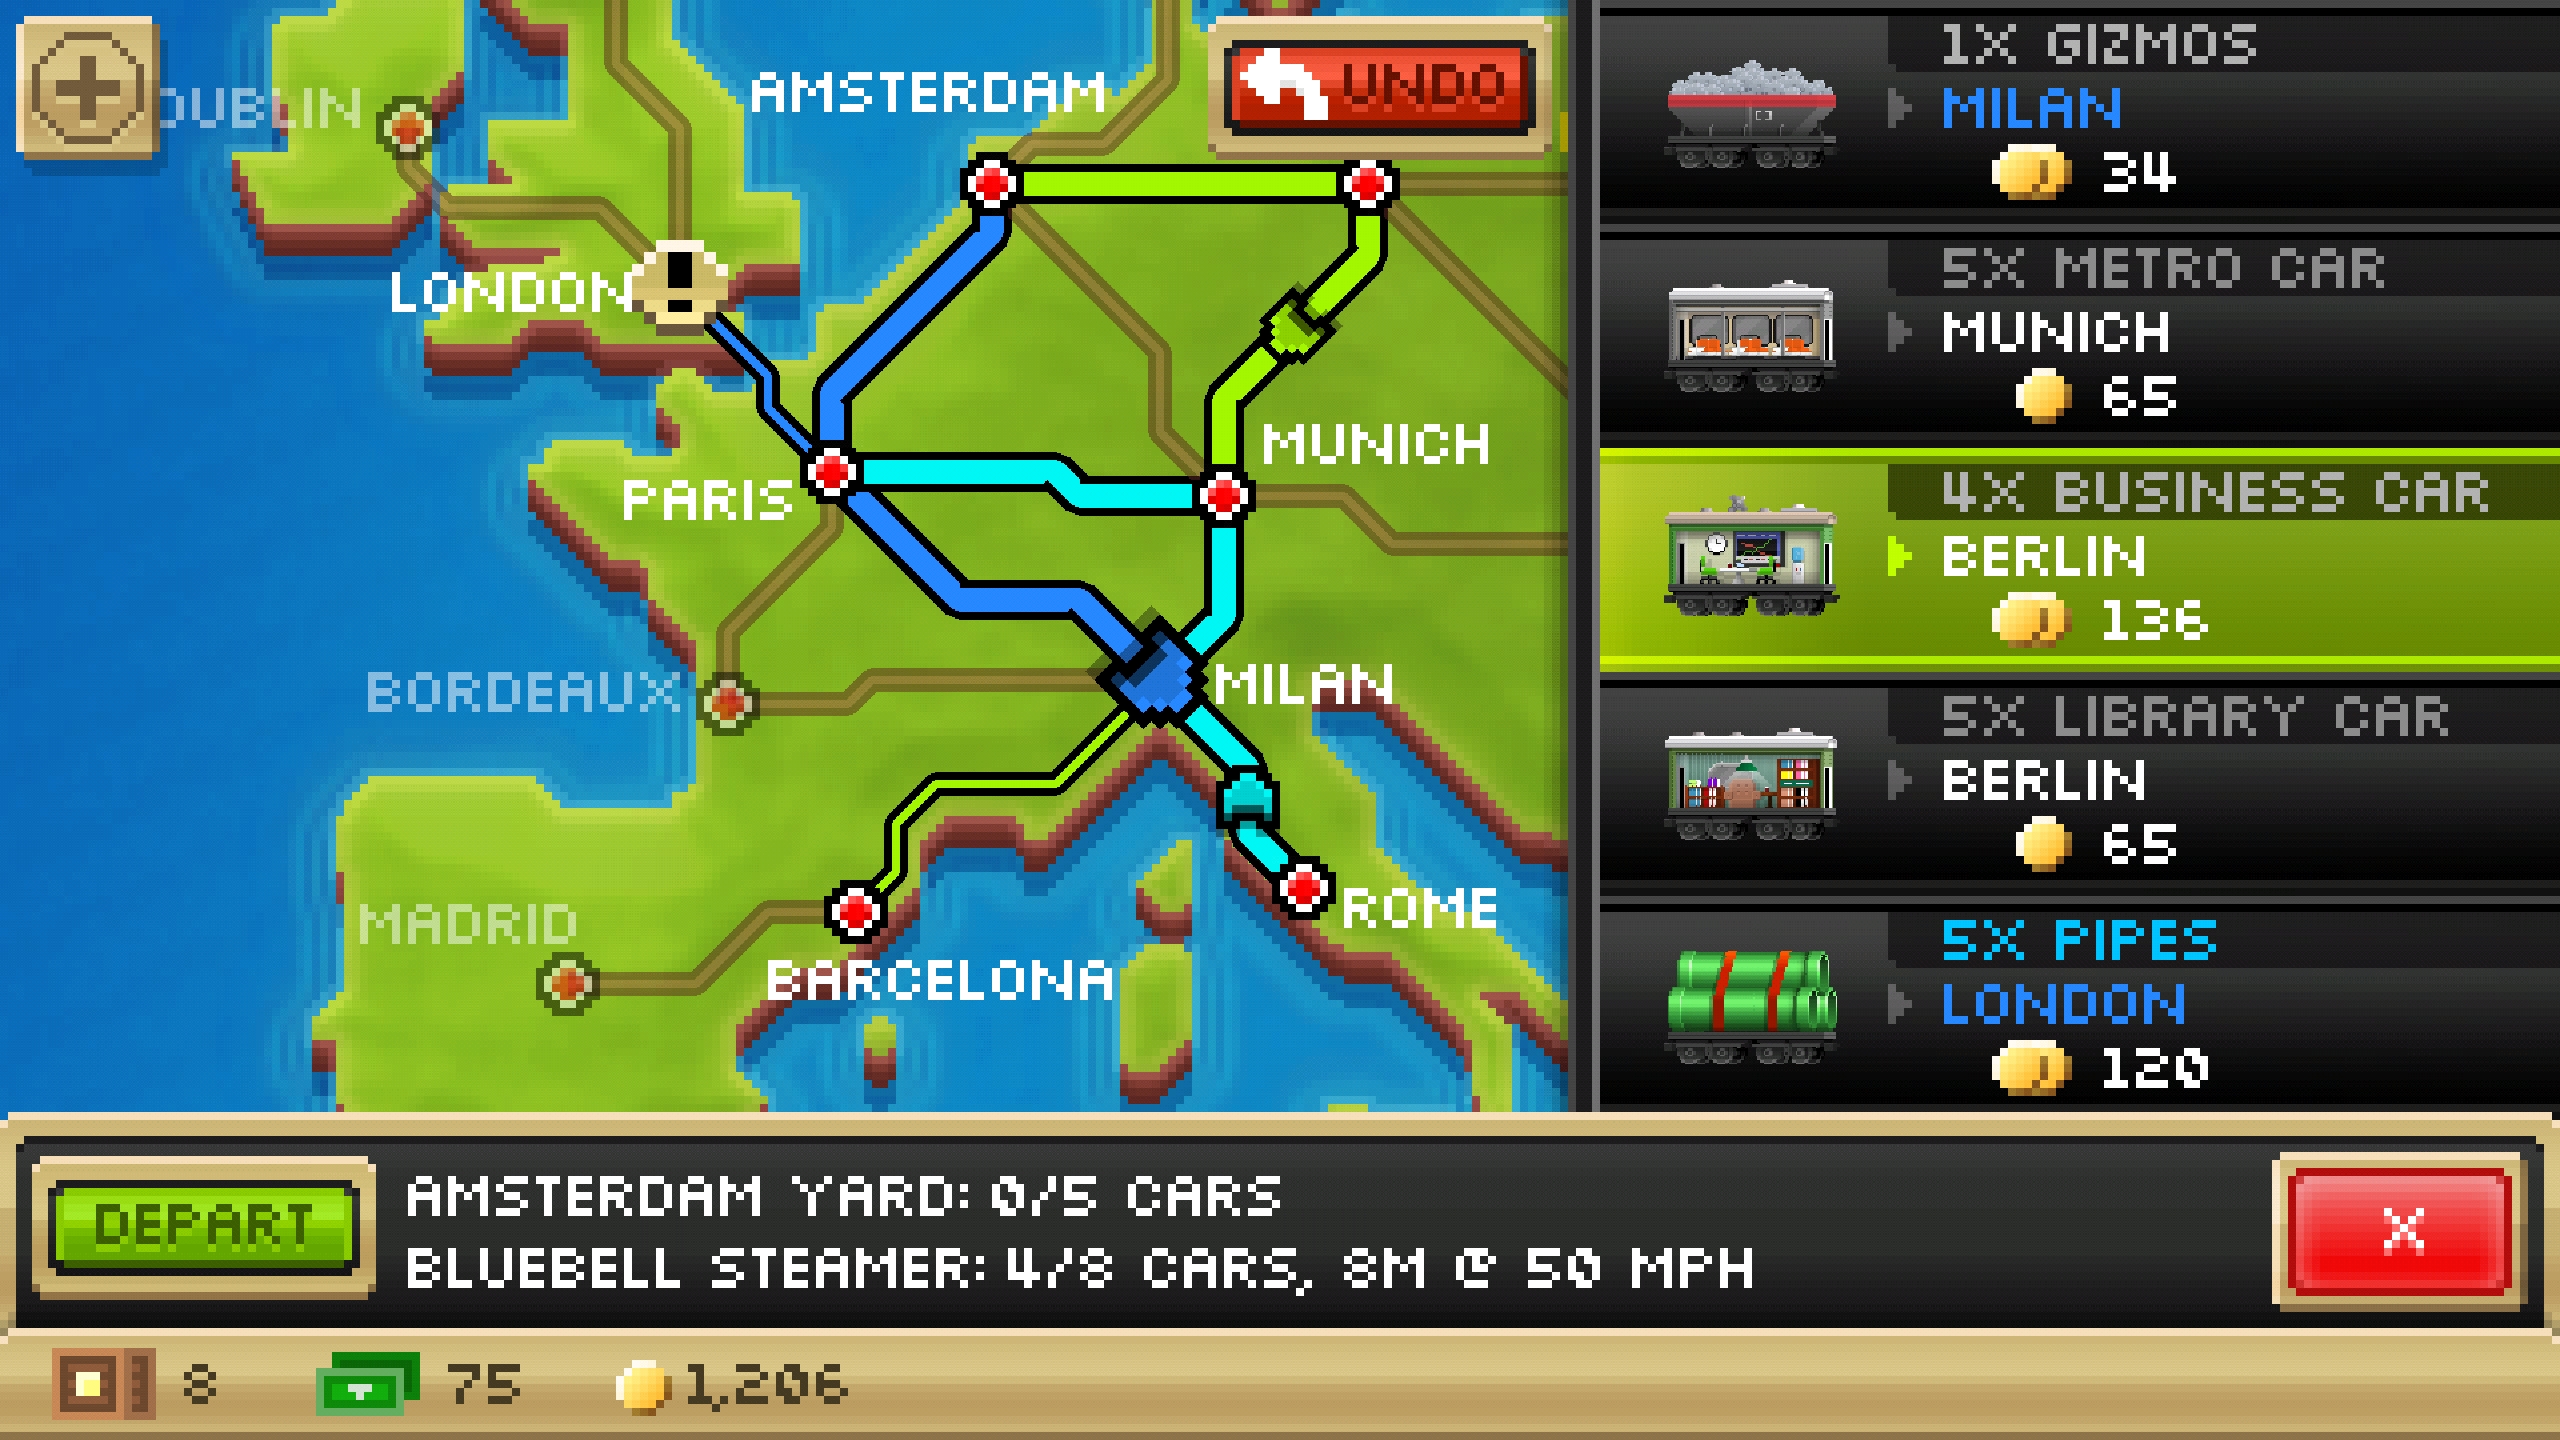 DUBLIN
AMSTERDAM
UNDO
LONDON
MUNICH
PARIS
BORDEAUX
MILAN
MADRID
ROME
BARCELONA
1X GIZMOS
MILAN
34
5X METRO CAR
MUNICH
65
4X BUSINESS CAR
BERLIN
136
5X LIBRARY CAR
BERLIN
65
5X PIPES
LONDON
120
DEPART
AMSTERDAM YARD: 0/5 CARS
BLUEBELL STEAMER: 4/8 CARS, 8M @ 50 MPH
X
8 75 1,206